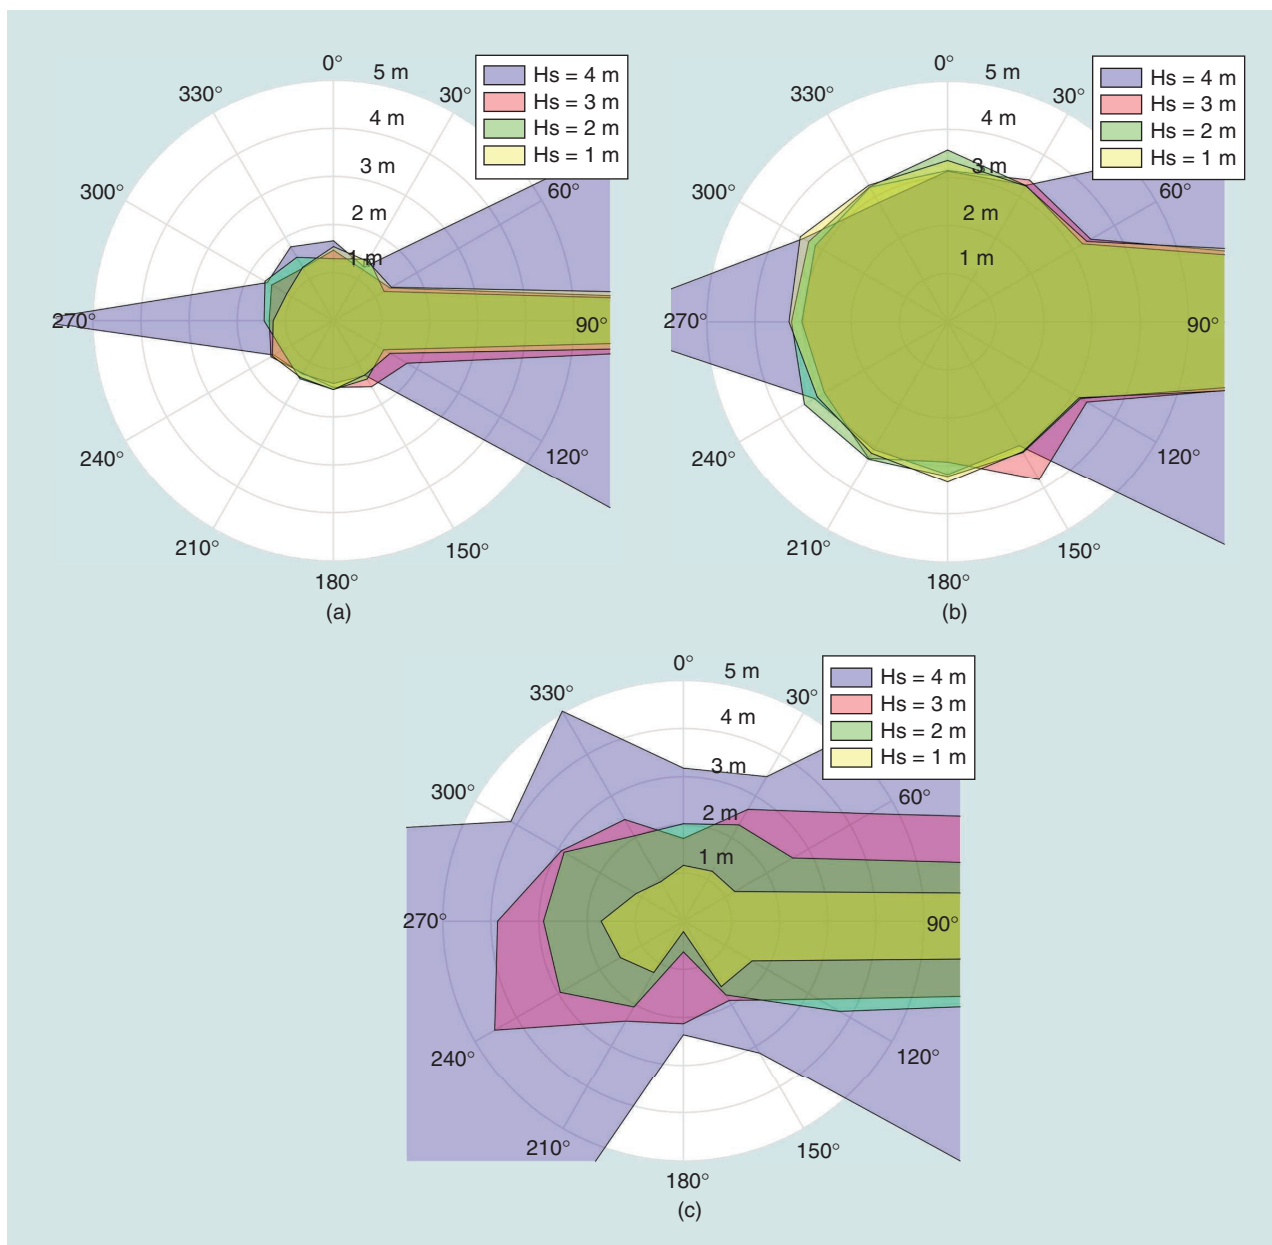 0°
5 m
330°
30°
4 m
3 m
300°
60°
2 m
1 m
270°
90°
240°
120°
210°
150°
180°
(a)
Hs = 4 m
Hs = 3 m
Hs = 2 m
Hs = 1 m
0°
5 m
330°
30°
4 m
3 m
300°
60°
2 m
1 m
270°
90°
240°
120°
210°
150°
180°
(b)
Hs = 4 m
Hs = 3 m
Hs = 2 m
Hs = 1 m
0°
5 m
330°
30°
4 m
3 m
300°
60°
2 m
1 m
270°
90°
240°
120°
210°
150°
180°
(c)
Hs = 4 m
Hs = 3 m
Hs = 2 m
Hs = 1 m